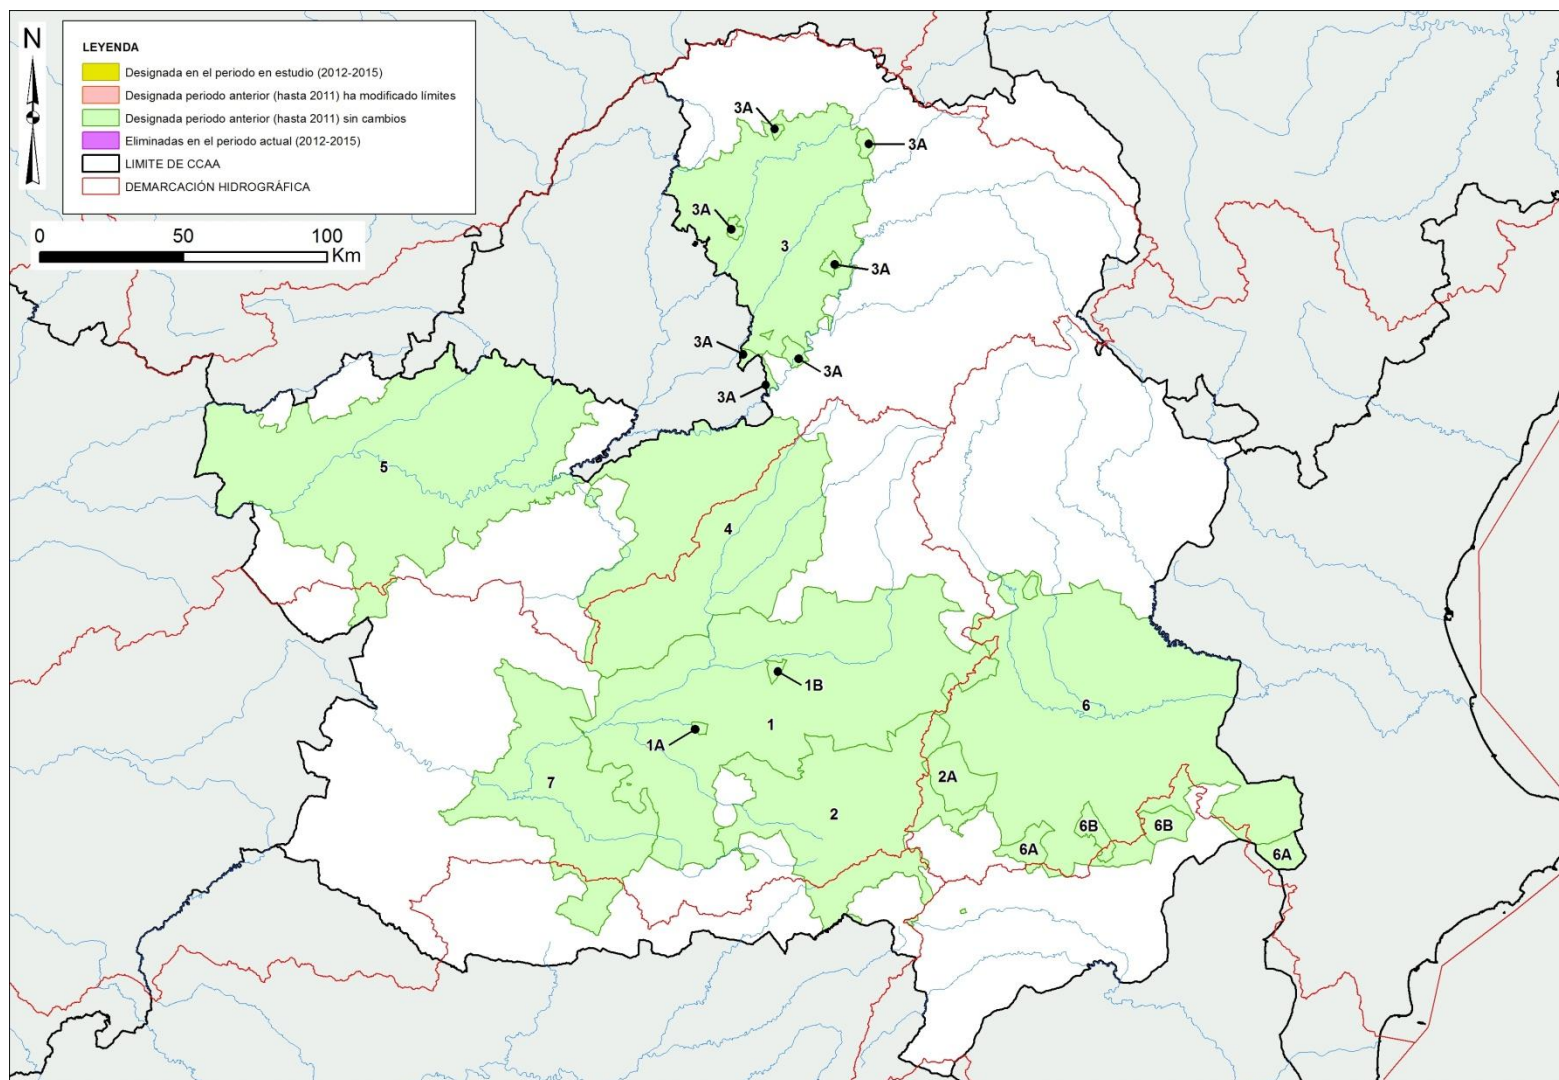 N
LEYENDA
Designada en el periodo en estudio (2012-2015)
Designada periodo anterior (hasta 2011) ha modificado límites
Designada periodo anterior (hasta 2011) sin cambios
Eliminadas en el periodo actual (2012-2015)
LIMITE DE CCAA
DEMARCACIÓN HIDROGRÁFICA
0 50 100
Km
3A
3A
3A
3
3A
3A
3A
3A
5
4
1B
6
1
1A
2A
7
2
6B
6B
6A
6A